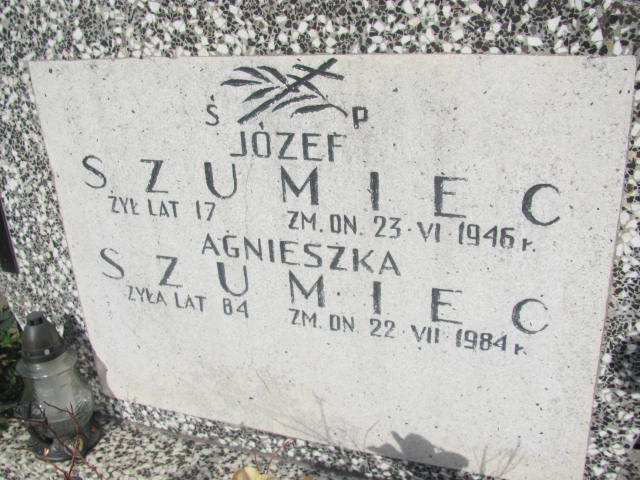 Ś P
JÓZEF
SZUMIEC
ŻYŁ LAT 17 ZM. DN. 23·VI·1946 r.
AGNIESZKA
SZUMIEC
ŻYŁA LAT 84 ZM. DN. 22·VII·1984 r.